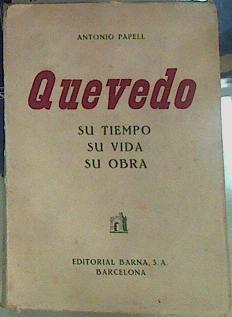 ANTONIO PAPELL
Quevedo
SU TIEMPO
SU VIDA
SU OBRA
EDITORIAL BARNA, S.A.
BARCELONA